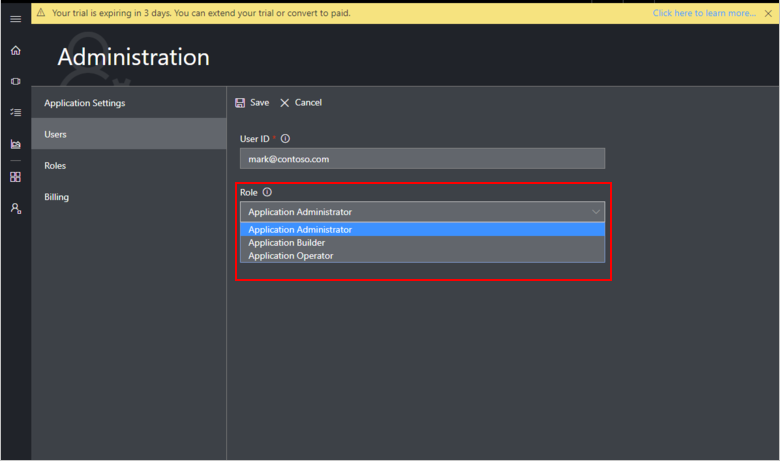 Your trial is expiring in 3 days. You can extend your trial or convert to paid.
Click here to learn more...
Administration
Application Settings
Users
Roles
Billing
Save
Cancel
User ID *
mark@contoso.com
Role
Application Administrator
Application Administrator
Application Builder
Application Operator